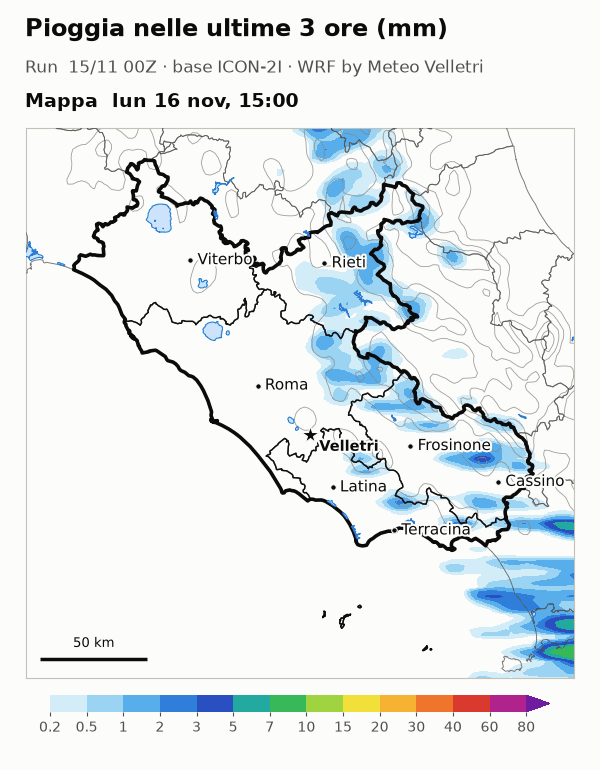 Pioggia nelle ultime 3 ore (mm)
Run  15/11 00Z · base ICON-2I · WRF by Meteo Velletri
Mappa  lun 16 nov, 15:00
Viterbo
Rieti
Roma
Velletri
Frosinone
Latina
Cassino
Terracina
50 km
0.2 0.5 1 2 3 5 7 10 15 20 30 40 60 80